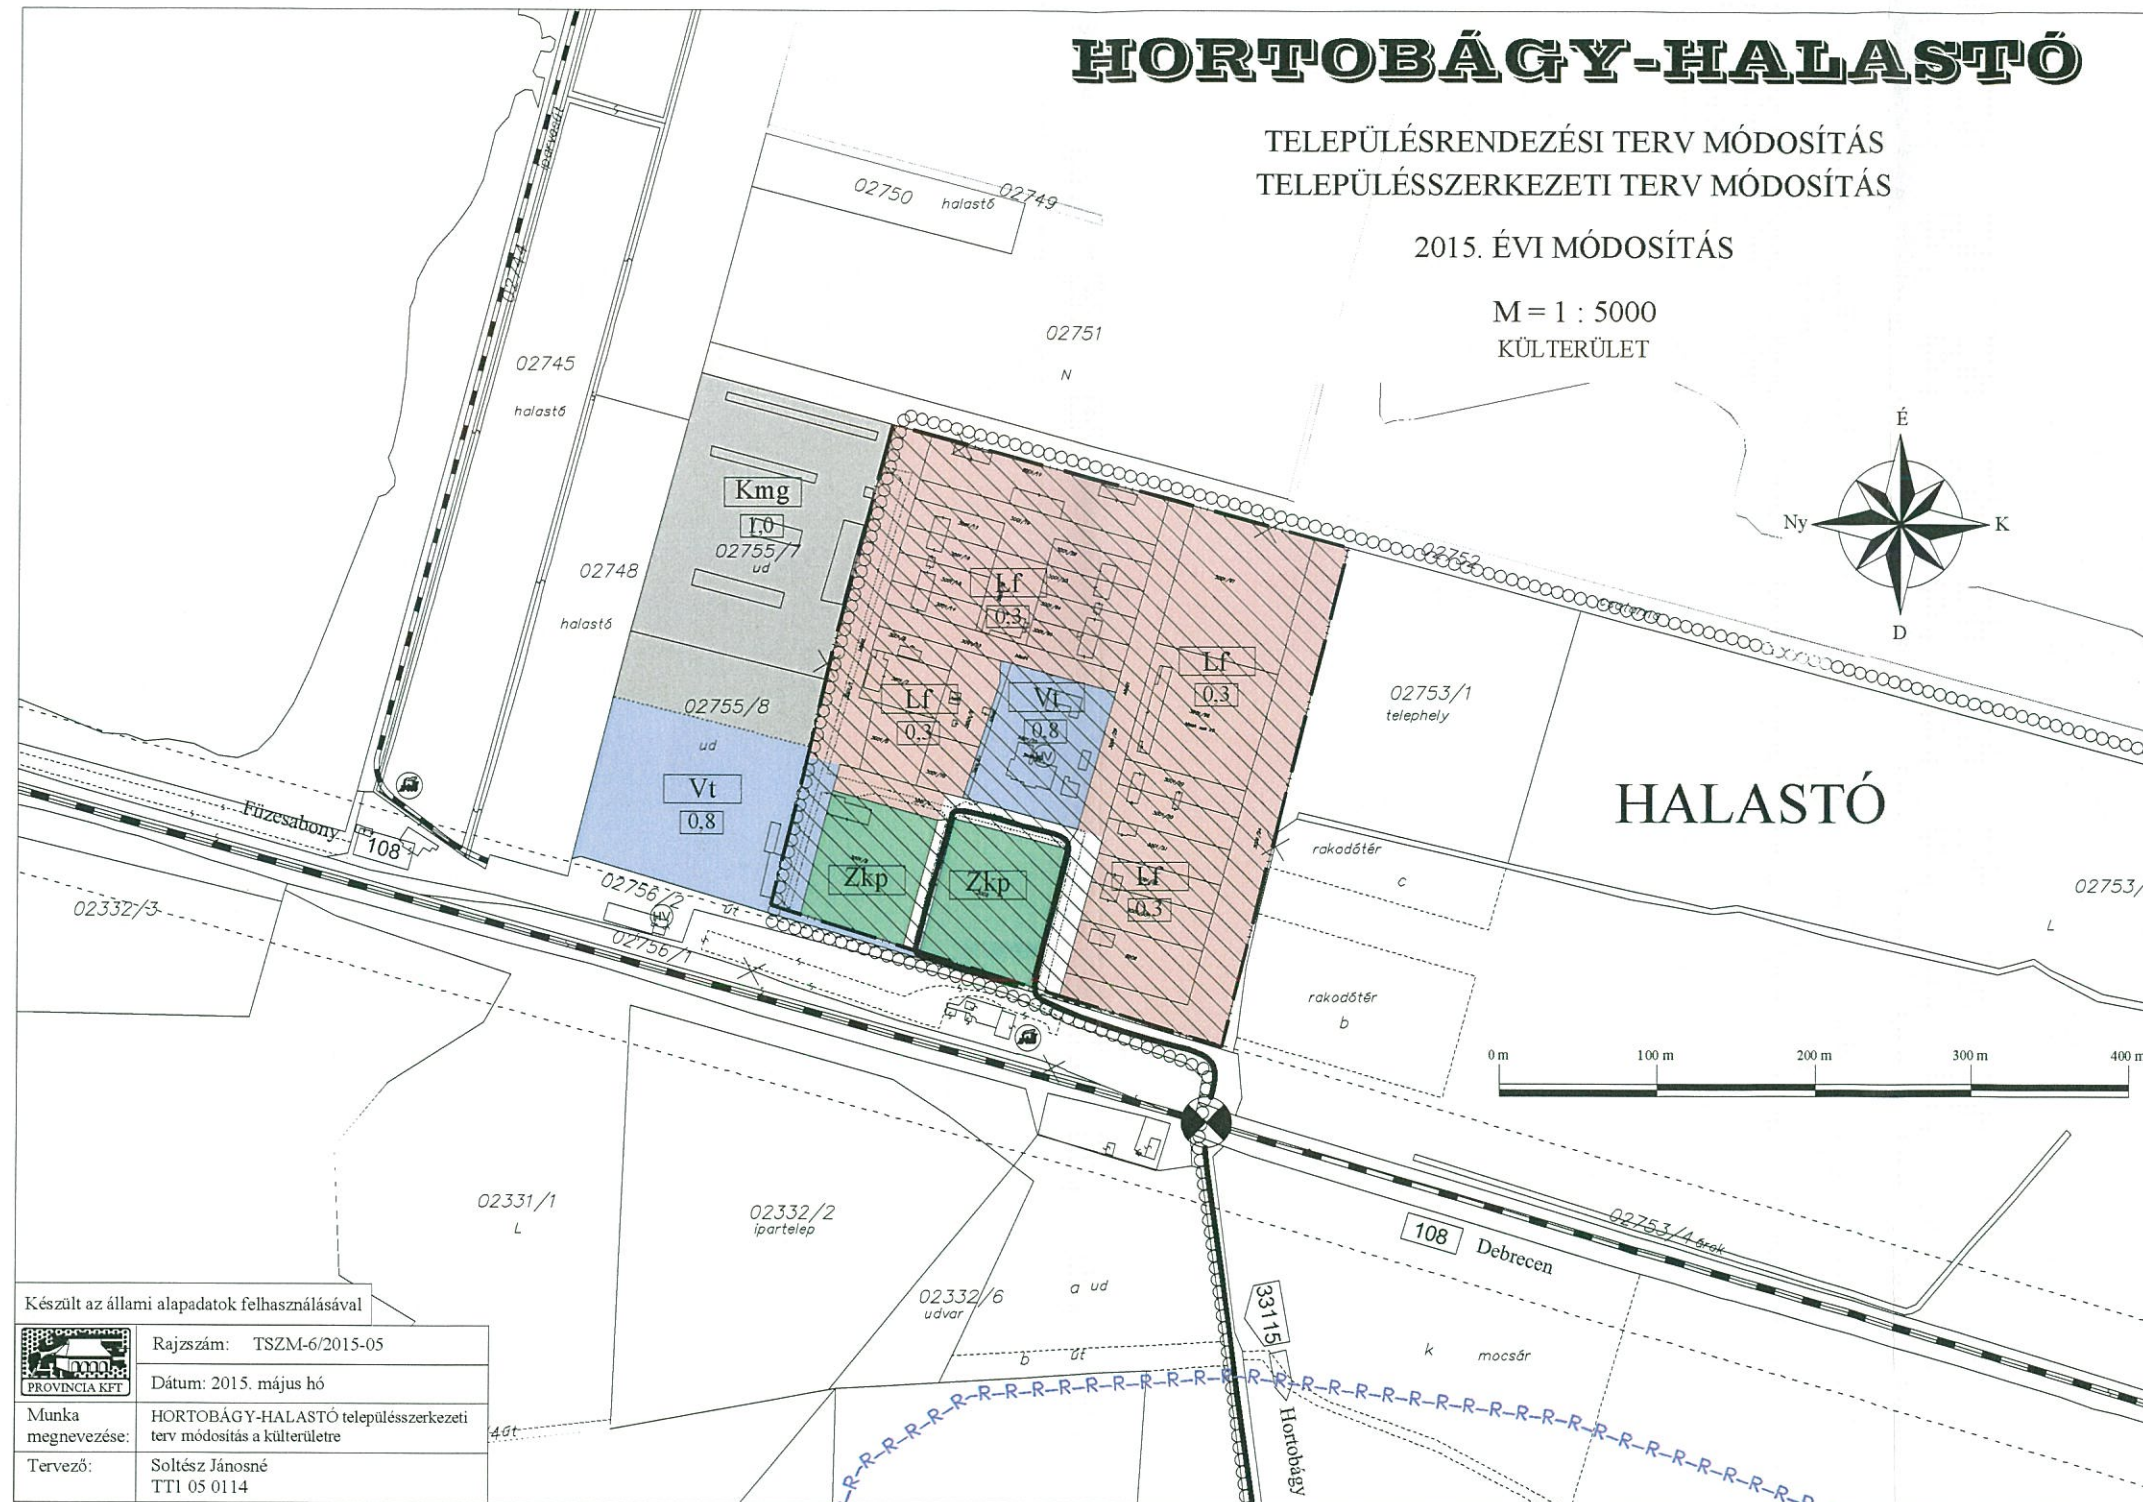 HORTOBÁGY-HALASTÓ
TELEPÜLÉSRENDEZÉSI TERV MÓDOSÍTÁS
TELEPÜLÉSSZERKEZETI TERV MÓDOSÍTÁS
2015. ÉVI MÓDOSÍTÁS
M = 1 : 5000
KÜLTERÜLET
iparvasút
02744
02750
halastó
02749
02751
N
02745
halastó
É
Ny
K
D
Kmg
1,0
02755/7
ud
02748
halastó
02752
csatorna
Lf
0,3
Lf
0,3
Lf
0,3
Vt
0,8
HV
02753/1
telephely
02755/8
ud
Vt
0,8
HALASTÓ
Füzesabony
108
Zkp
Zkp
Lf
0,3
rakodótér
c
02753/
L
02332/3
02756/2
út
HV
02756/1
rakodótér
b
0 m
100 m
200 m
300 m
400 m
02331/1
L
02332/2
ipartelep
108
Debrecen
02753/4 árok
02332/6
udvar
a ud
b út
33115
k mocsár
Hortobágy
R-R-R-R-R-R-R-R-R-R-R-R-R-R-R-R-R-R-R-R-R-R-R-R-R-R-R-R-R-R-R-R-R-R-R-R-R-R
Készült az állami alapadatok felhasználásával
PROVINCIA KFT
Rajzszám: TSZM-6/2015-05
Dátum: 2015. május hó
Munka megnevezése:
HORTOBÁGY-HALASTÓ településszerkezeti
terv módosítás a külterületre
Tervező:
Soltész Jánosné
TT1 05 0114